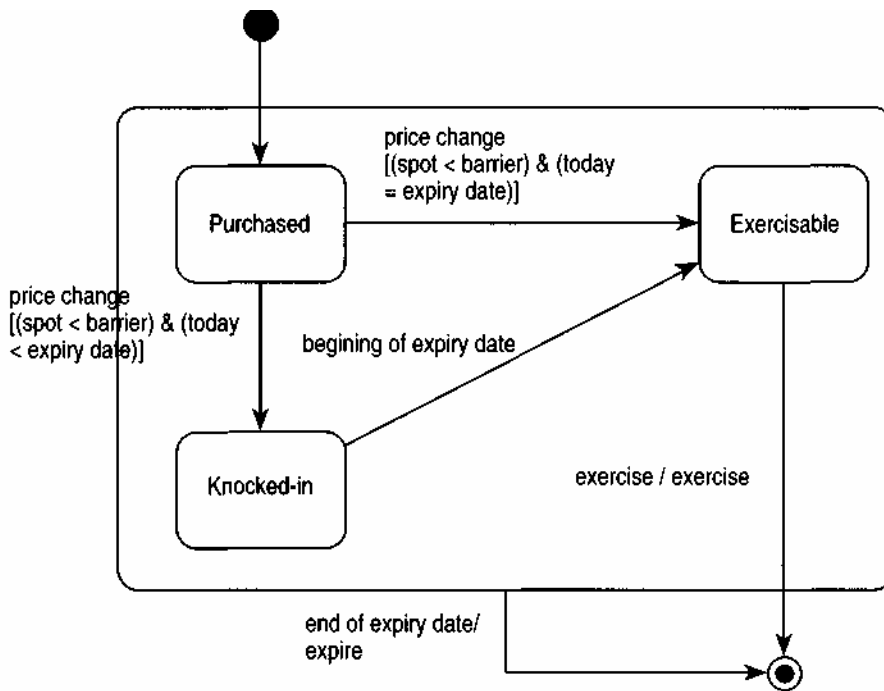 price change
[(spot < barrier) & (today
= expiry date)]
Purchased
Exercisable
price change
[(spot < barrier) & (today
< expiry date)]
begining of expiry date
Knocked-in
exercise / exercise
end of expiry date/
expire